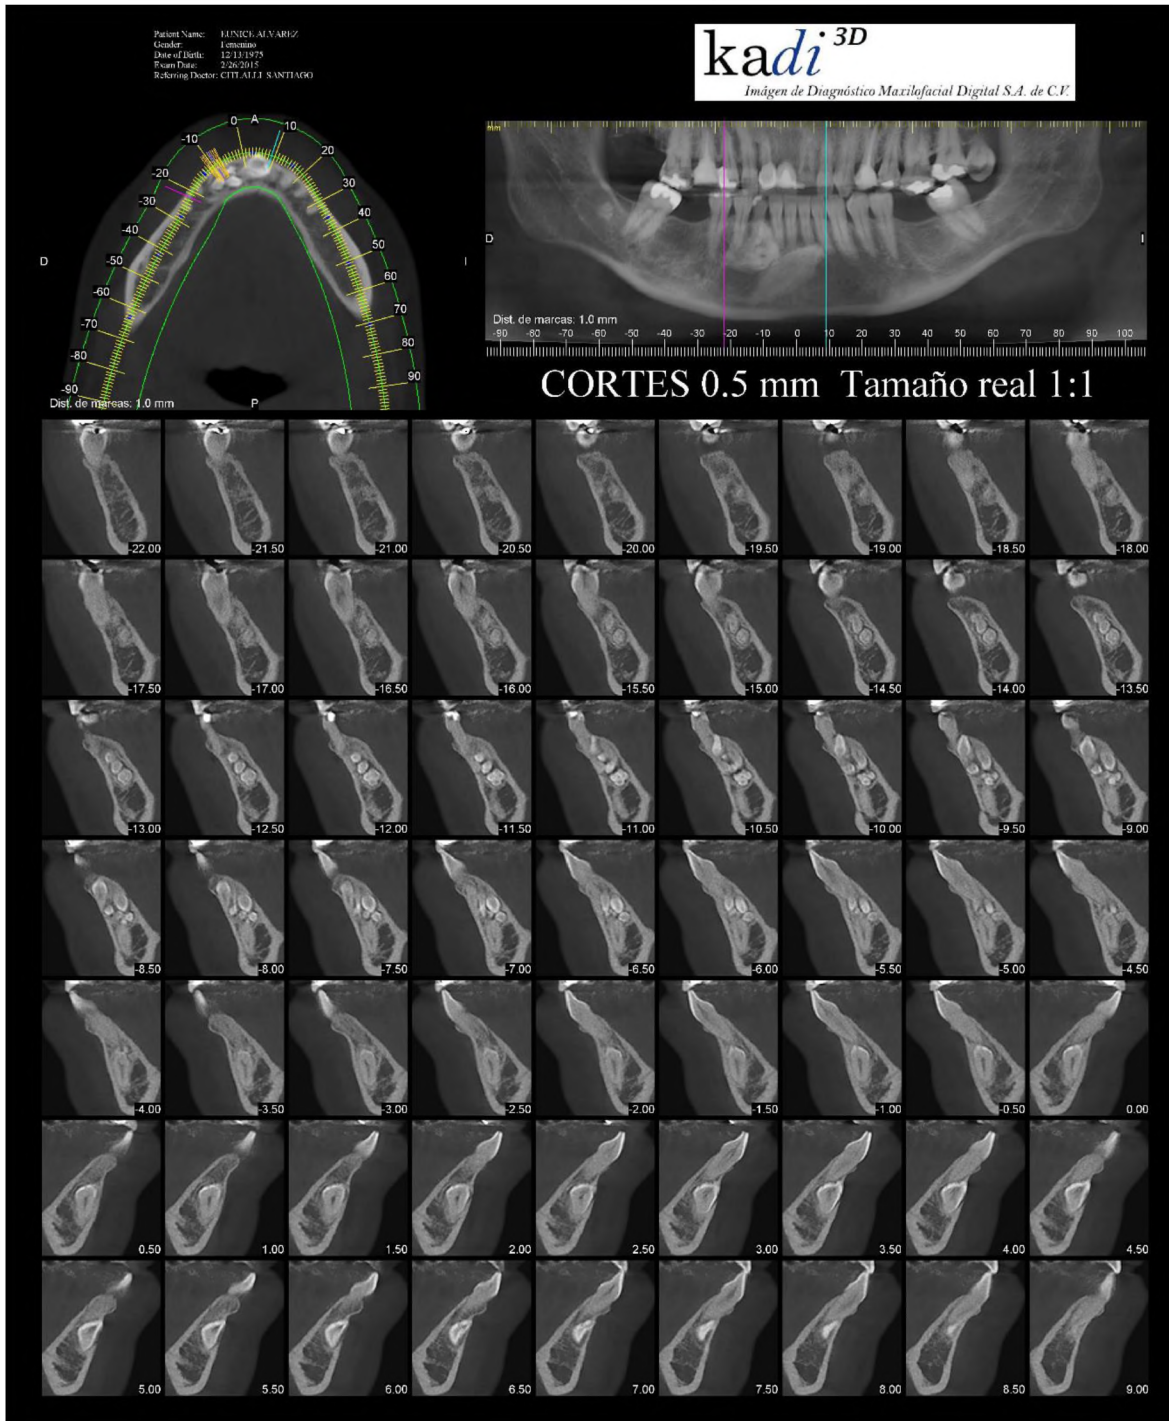 Patient Name: EUNICE ALVAREZ
Gender: Femenino
Date of Birth: 12/13/1975
Exam Date: 2/26/2015
Referring Doctor: CITLALLI SANTIAGO
kadi 3D
Imágen de Diagnóstico Maxilofacial Digital S.A. de C.V.
A
0 10
-10 20
-20 30
-30 40
-40 50
-50 60
-60 70
-70 80
-80 90
-90
D I
P
Dist. de marcas: 1.0 mm
mm
D I
Dist. de marcas: 1.0 mm
-90 -80 -70 -60 -50 -40 -30 -20 -10 0 10 20 30 40 50 60 70 80 90 100
CORTES 0.5 mm Tamaño real 1:1
-22.00 -21.50 -21.00 -20.50 -20.00 -19.50 -19.00 -18.50 -18.00
-17.50 -17.00 -16.50 -16.00 -15.50 -15.00 -14.50 -14.00 -13.50
-13.00 -12.50 -12.00 -11.50 -11.00 -10.50 -10.00 -9.50 -9.00
-8.50 -8.00 -7.50 -7.00 -6.50 -6.00 -5.50 -5.00 -4.50
-4.00 -3.50 -3.00 -2.50 -2.00 -1.50 -1.00 -0.50 0.00
0.50 1.00 1.50 2.00 2.50 3.00 3.50 4.00 4.50
5.00 5.50 6.00 6.50 7.00 7.50 8.00 8.50 9.00